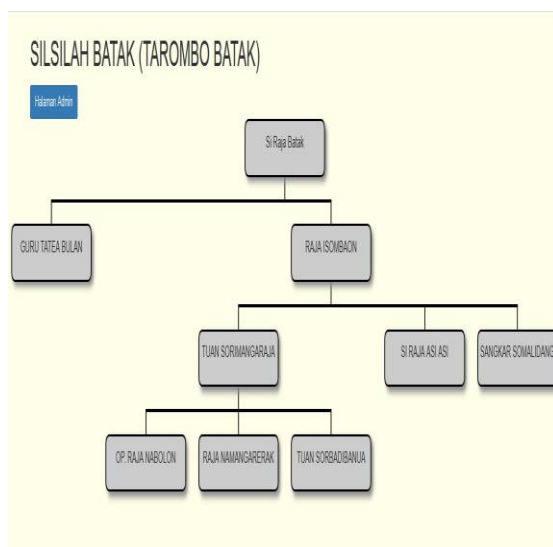 SILSILAH BATAK (TAROMBO BATAK)
Halaman Admin
Si Raja Batak
GURU TATEA BULAN
RAJA ISOMBAON
TUAN SORIMANGARAJA
SI RAJA ASI ASI
SANGKAR SOMALIDANG
OP. RAJA NABOLON
RAJA NAMANGARERAK
TUAN SORBADIBANUA